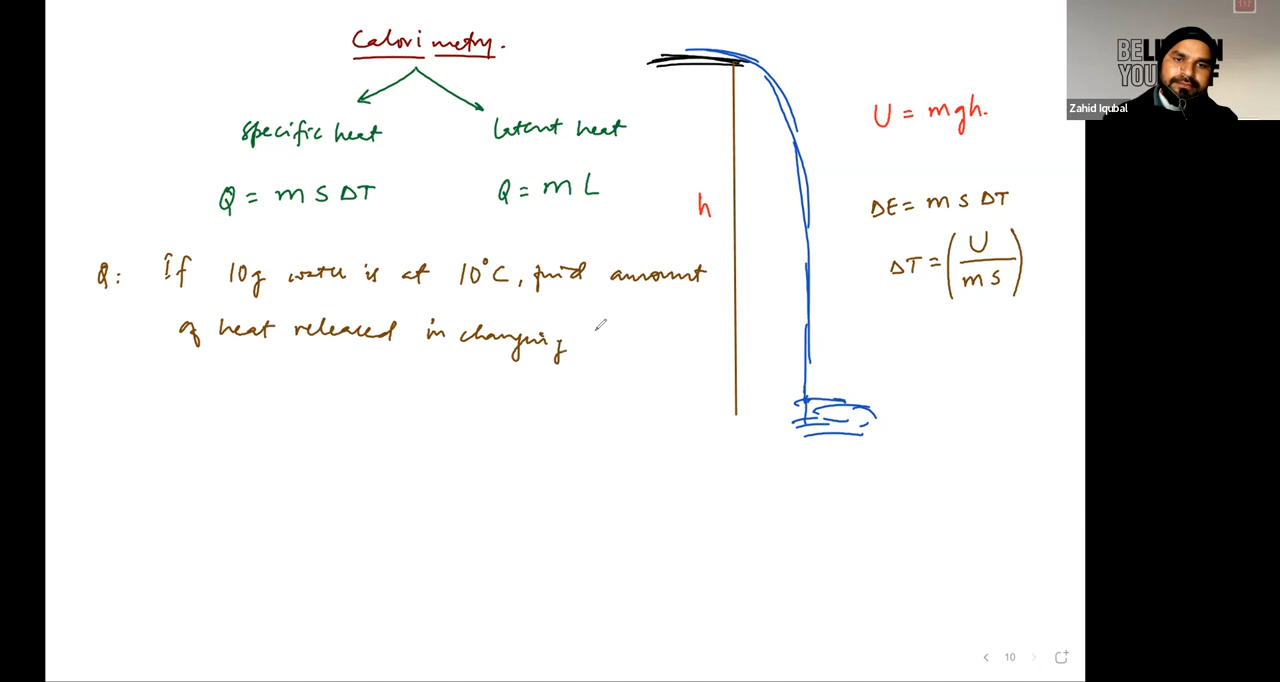 Calorimetry.
specific heat
latent heat
Q = m S ΔT
Q = m L
Q: If 10g water is at 10°C, find amount
of heat released in changing
h
U = mgh.
ΔE = m s ΔT
ΔT = (U / m s)
Zahid Iqubal
10